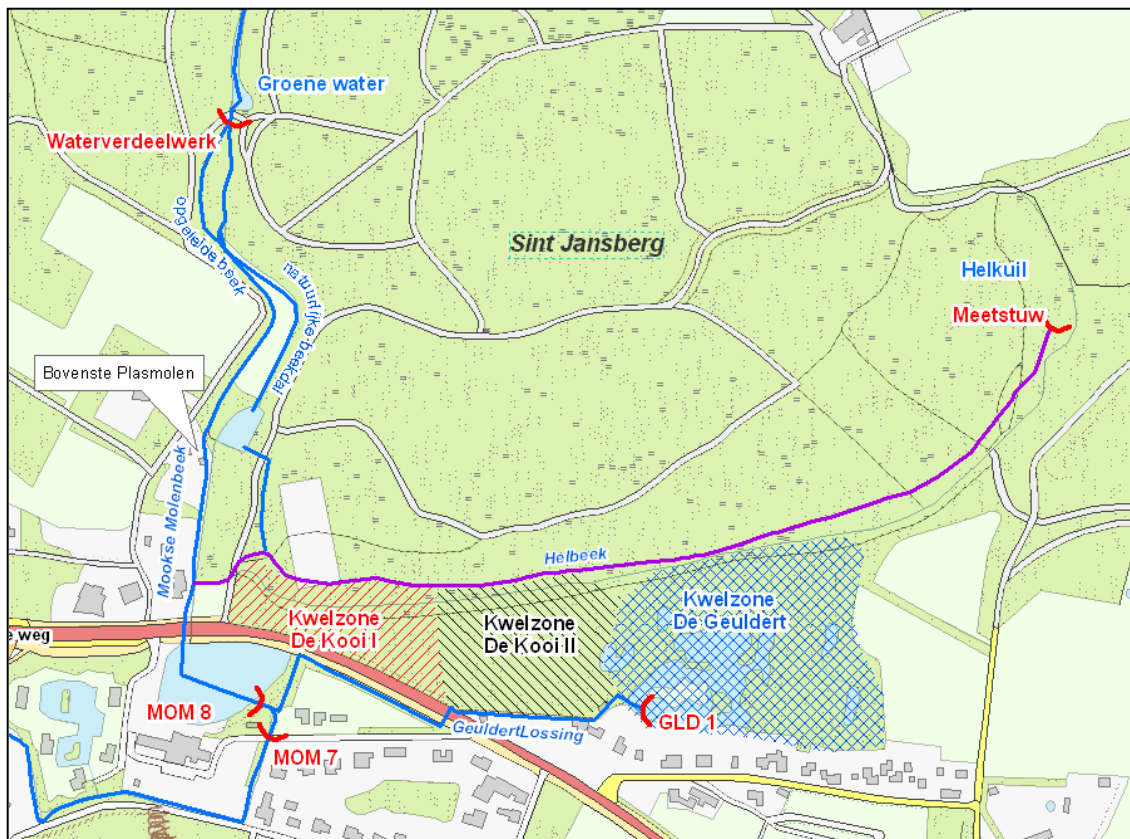 Groene water
Waterverdeelwerk
opgeleide beek
Sint Jansberg
natuurlijke beekdal
Helkuil
Meetstuw
Bovenste Plasmolen
Mookse Molenbeek
Helbeek
Kwelzone
De Geuldert
Kwelzone
De Kooi I
Kwelzone
De Kooi II
e weg
MOM 8
GLD 1
GeuldertLossing
MOM 7